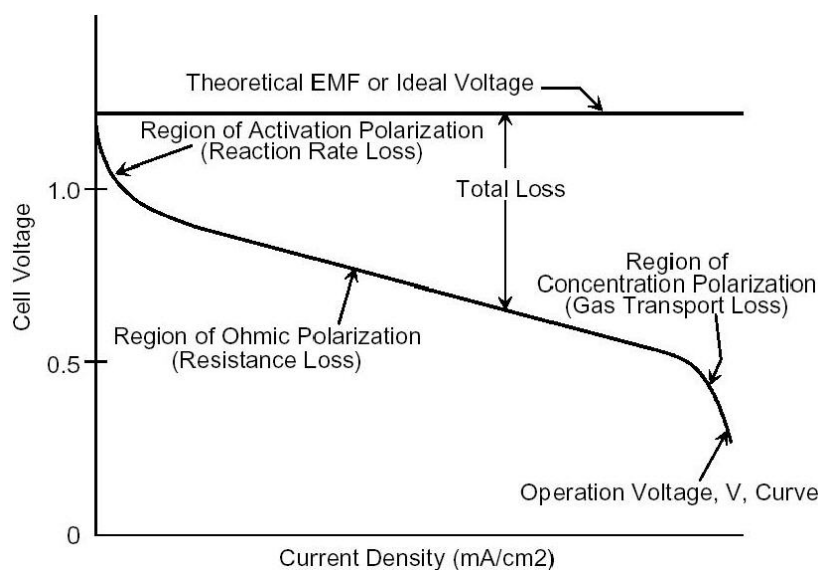 Theoretical EMF or Ideal Voltage
Region of Activation Polarization
(Reaction Rate Loss)
1.0
Total Loss
Cell Voltage
Region of
Concentration Polarization
(Gas Transport Loss)
Region of Ohmic Polarization
(Resistance Loss)
0.5
Operation Voltage, V, Curve
0
Current Density (mA/cm2)